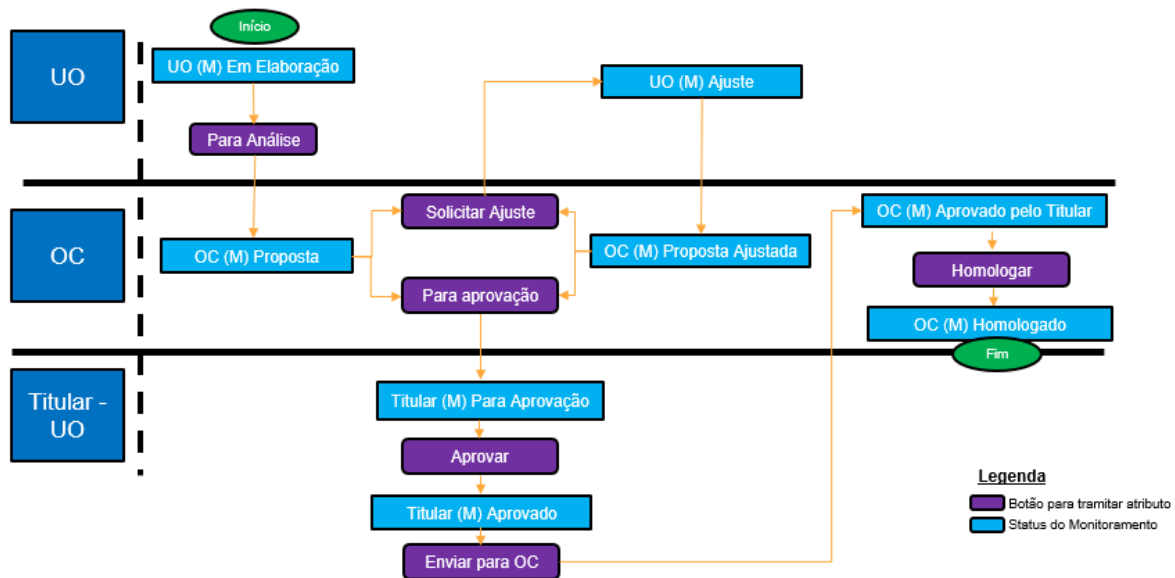 Início
UO
UO (M) Em Elaboração
UO (M) Ajuste
Para Análise
OC
Solicitar Ajuste
OC (M) Aprovado pelo Titular
OC (M) Proposta
OC (M) Proposta Ajustada
Homologar
Para aprovação
OC (M) Homologado
Fim
Titular -
UO
Titular (M) Para Aprovação
Aprovar
Titular (M) Aprovado
Enviar para OC
Legenda
Botão para tramitar atributo
Status do Monitoramento